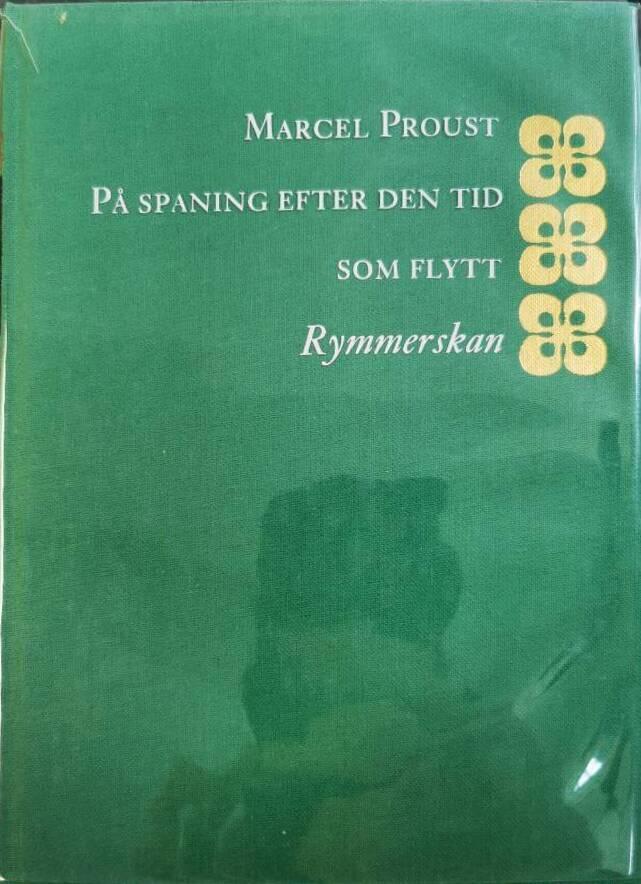 MARCEL PROUST
PÅ SPANING EFTER DEN TID
SOM FLYTT
Rymmerskan